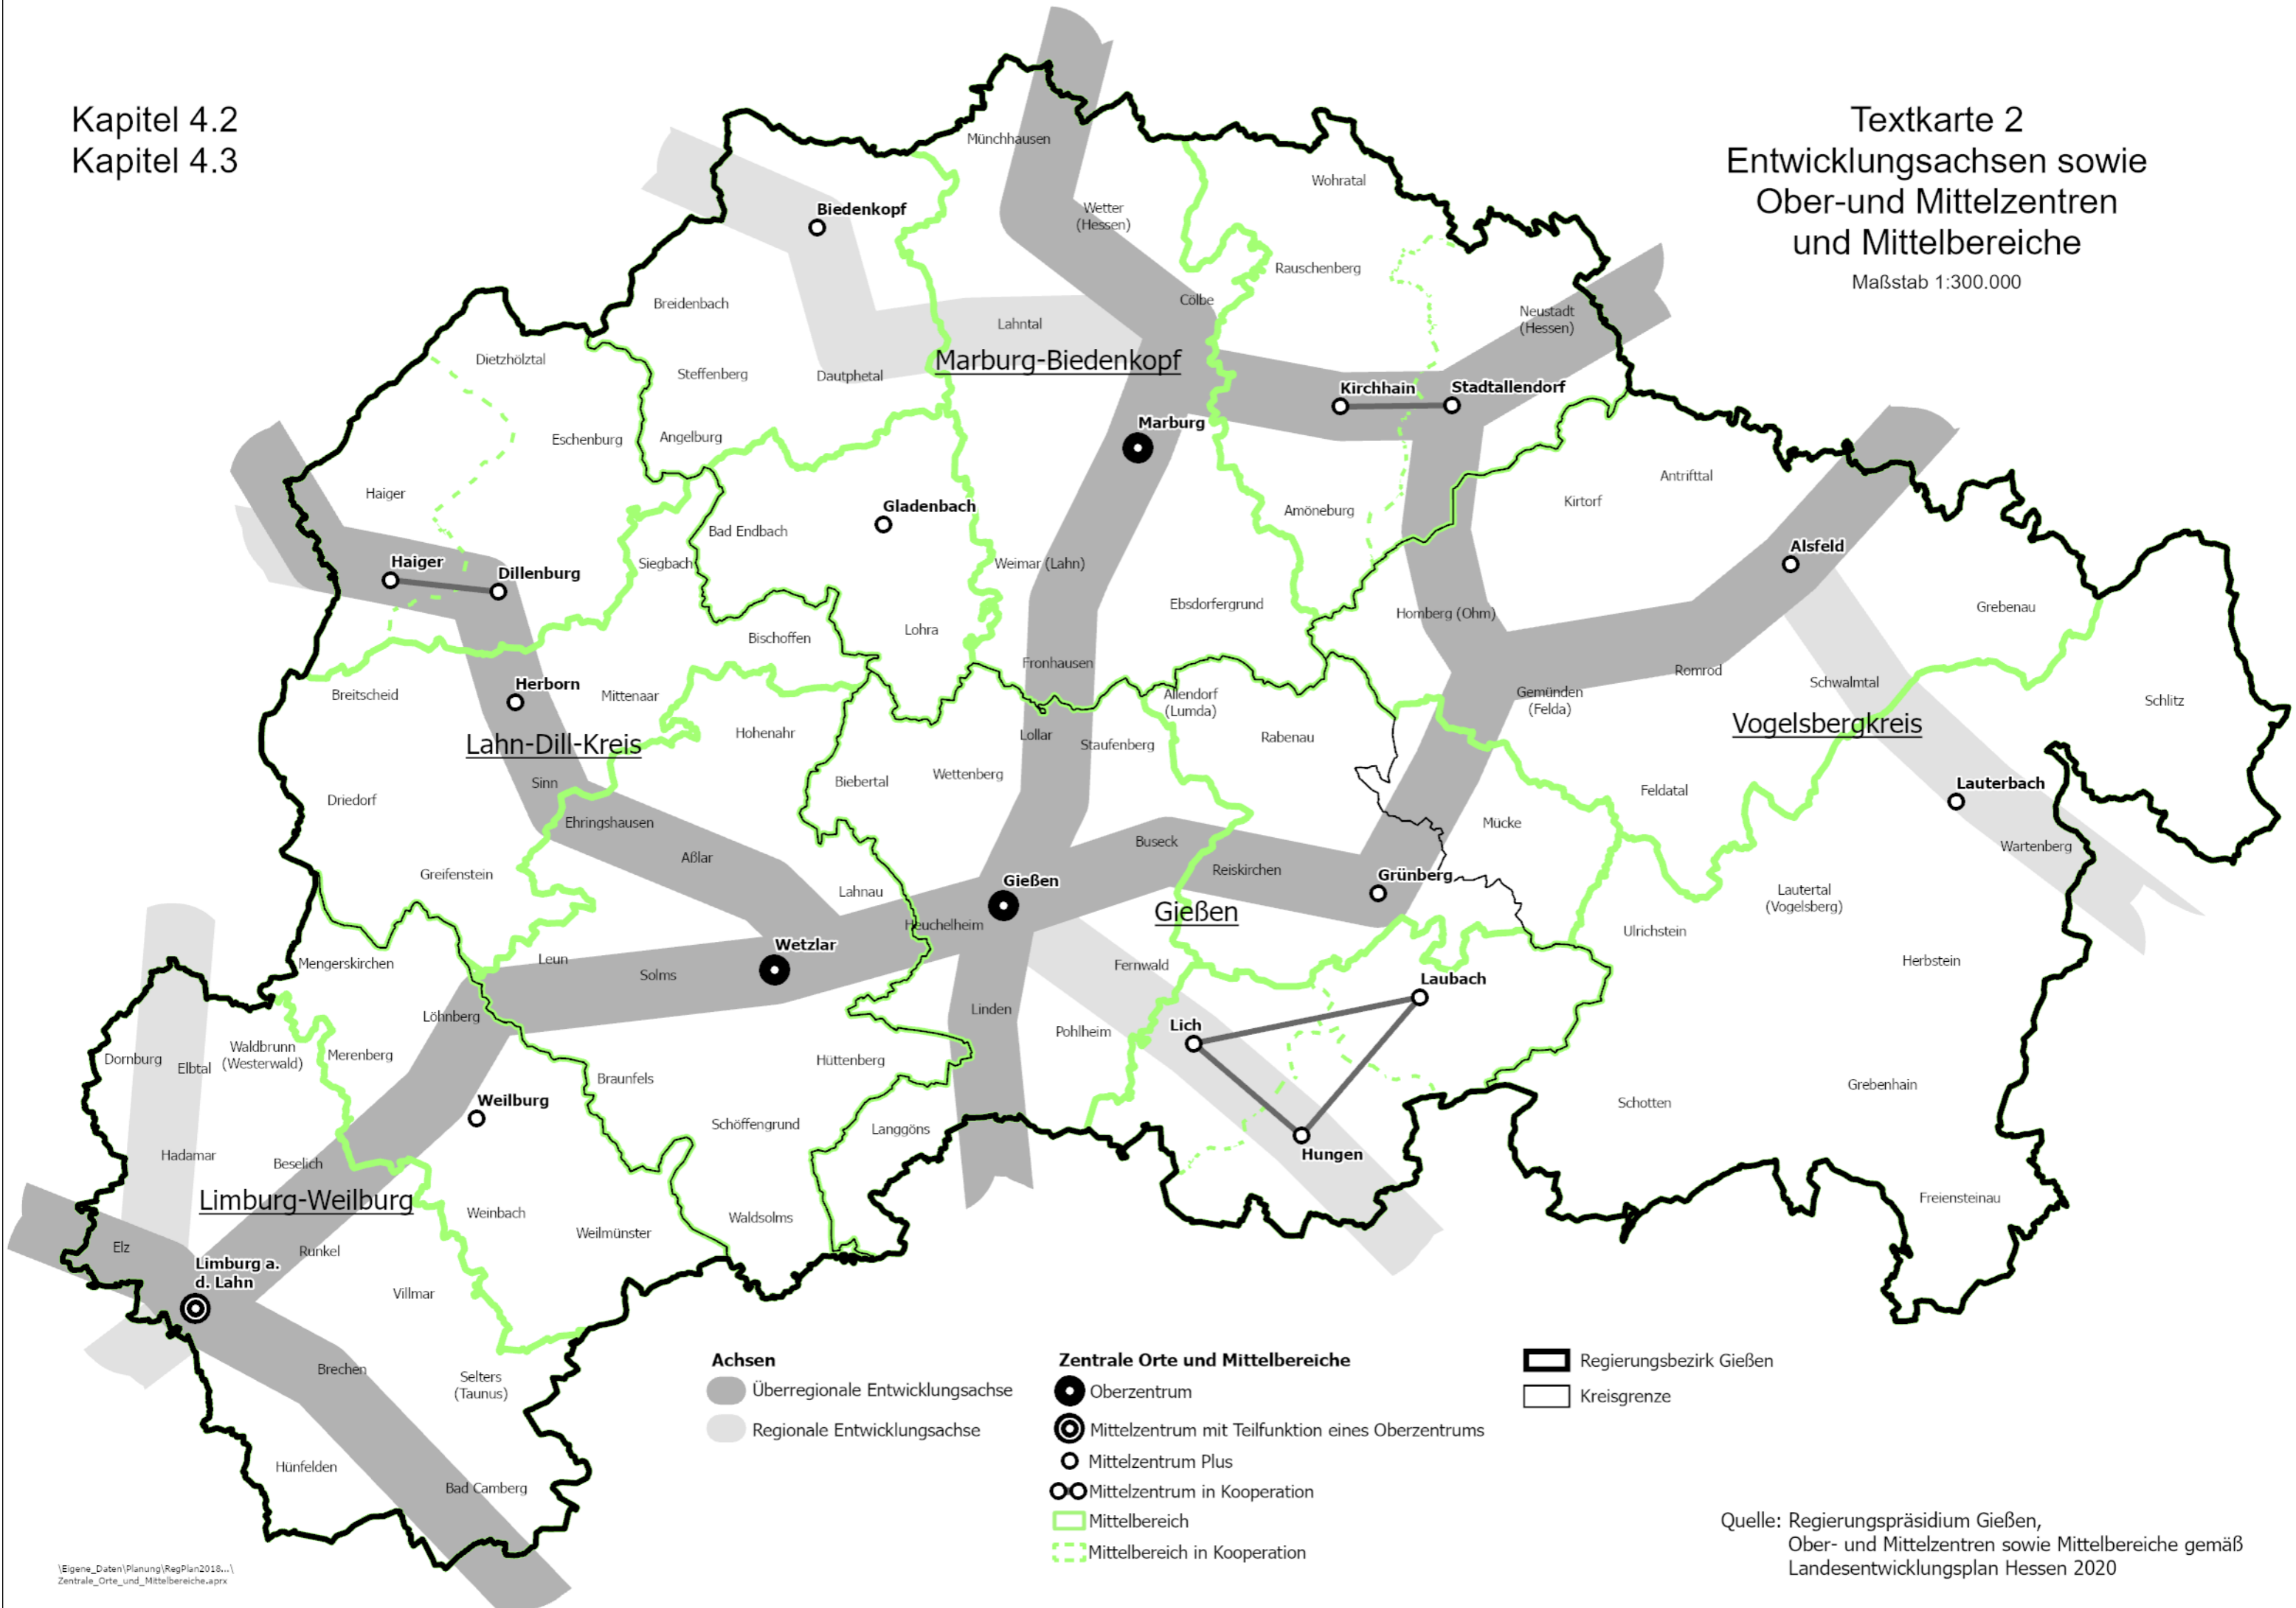 Kapitel 4.2
Kapitel 4.3
Textkarte 2
Entwicklungsachsen sowie
Ober-und Mittelzentren
und Mittelbereiche
Maßstab 1:300.000
Münchhausen
Wohratal
Biedenkopf
Wetter
(Hessen)
Rauschenberg
Breidenbach
Cölbe
Neustadt
(Hessen)
Lahntal
Dietzhölztal
Marburg-Biedenkopf
Steffenberg
Dautphetal
Kirchhain
Stadtallendorf
Marburg
Eschenburg
Angelburg
Antrifttal
Haiger
Kirtorf
Gladenbach
Amöneburg
Bad Endbach
Alsfeld
Haiger
Dillenburg
Siegbach
Weimar (Lahn)
Ebsdorfergrund
Homberg (Ohm)
Grebenau
Lohra
Bischoffen
Fronhausen
Romrod
Herborn
Schwalmtal
Breitscheid
Mittenaar
Allendorf
(Lumda)
Gemünden
(Felda)
Schlitz
Vogelsbergkreis
Hohenahr
Lollar
Rabenau
Lahn-Dill-Kreis
Staufenberg
Wettenberg
Biebertal
Sinn
Lauterbach
Feldatal
Driedorf
Ehringshausen
Mücke
Buseck
Wartenberg
Aßlar
Reiskirchen
Greifenstein
Grünberg
Gießen
Lahnau
Lautertal
(Vogelsberg)
Gießen
Heuchelheim
Ulrichstein
Wetzlar
Leun
Herbstein
Mengerskirchen
Fernwald
Solms
Laubach
Linden
Löhnberg
Lich
Pohlheim
Waldbrunn
(Westerwald)
Merenberg
Dornburg
Elbtal
Hüttenberg
Braunfels
Grebenhain
Weilburg
Schotten
Schöffengrund
Langgöns
Hadamar
Hungen
Beselich
Limburg-Weilburg
Freiensteinau
Weinbach
Waldsolms
Weilmünster
Elz
Runkel
Limburg a.
d. Lahn
Villmar
Brechen
Selters
(Taunus)
Hünfelden
Bad Camberg
Achsen
Überregionale Entwicklungsachse
Regionale Entwicklungsachse
Zentrale Orte und Mittelbereiche
Oberzentrum
Mittelzentrum mit Teilfunktion eines Oberzentrums
Mittelzentrum Plus
Mittelzentrum in Kooperation
Mittelbereich
Mittelbereich in Kooperation
Regierungsbezirk Gießen
Kreisgrenze
Quelle: Regierungspräsidium Gießen,
Ober- und Mittelzentren sowie Mittelbereiche gemäß
Landesentwicklungsplan Hessen 2020
\Eigene_Daten\Planung\RegPlan2018...\
Zentrale_Orte_und_Mittelbereiche.aprx